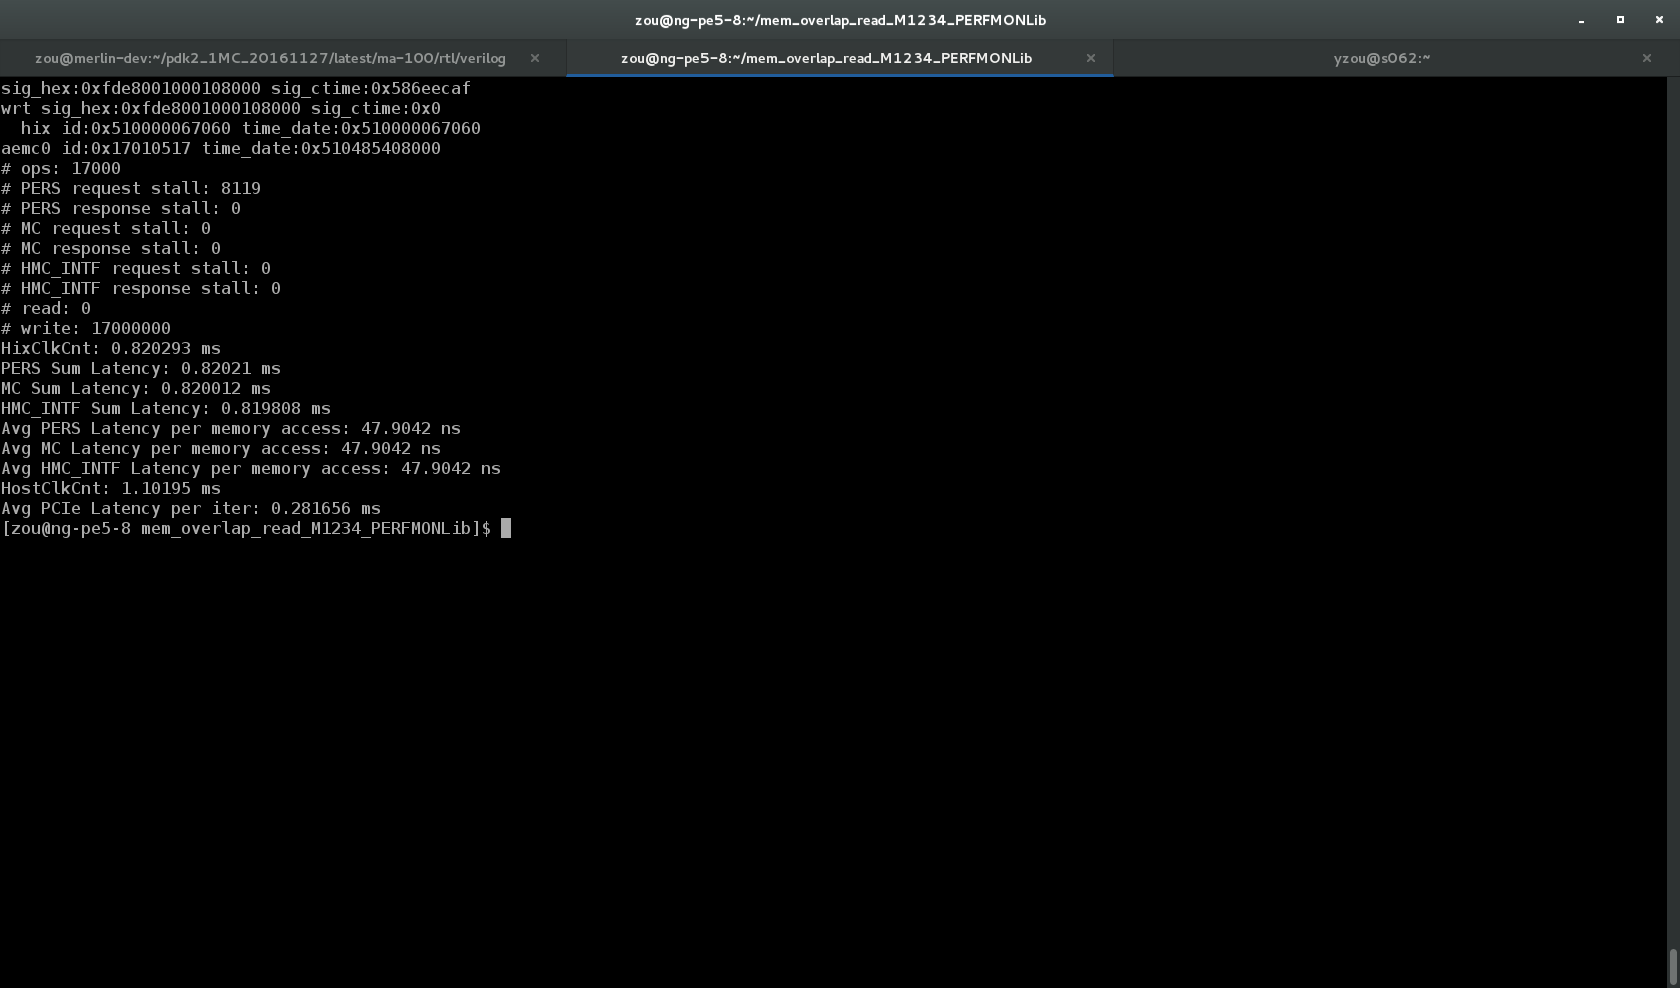 zou@ng-pe5-8:~/mem_overlap_read_M1234_PERFMONLib
zou@merlin-dev:~/pdk2_1MC_20161127/latest/ma-100/rtl/verilog
zou@ng-pe5-8:~/mem_overlap_read_M1234_PERFMONLib
yzou@s062:~
sig_hex:0xfde8001000108000 sig_ctime:0x586eecaf
wrt sig_hex:0xfde8001000108000 sig_ctime:0x0
  hix id:0x510000067060 time_date:0x510000067060
aemc0 id:0x17010517 time_date:0x510485408000
# ops: 17000
# PERS request stall: 8119
# PERS response stall: 0
# MC request stall: 0
# MC response stall: 0
# HMC_INTF request stall: 0
# HMC_INTF response stall: 0
# read: 0
# write: 17000000
HixClkCnt: 0.820293 ms
PERS Sum Latency: 0.82021 ms
MC Sum Latency: 0.820012 ms
HMC_INTF Sum Latency: 0.819808 ms
Avg PERS Latency per memory access: 47.9042 ns
Avg MC Latency per memory access: 47.9042 ns
Avg HMC_INTF Latency per memory access: 47.9042 ns
HostClkCnt: 1.10195 ms
Avg PCIe Latency per iter: 0.281656 ms
[zou@ng-pe5-8 mem_overlap_read_M1234_PERFMONLib]$